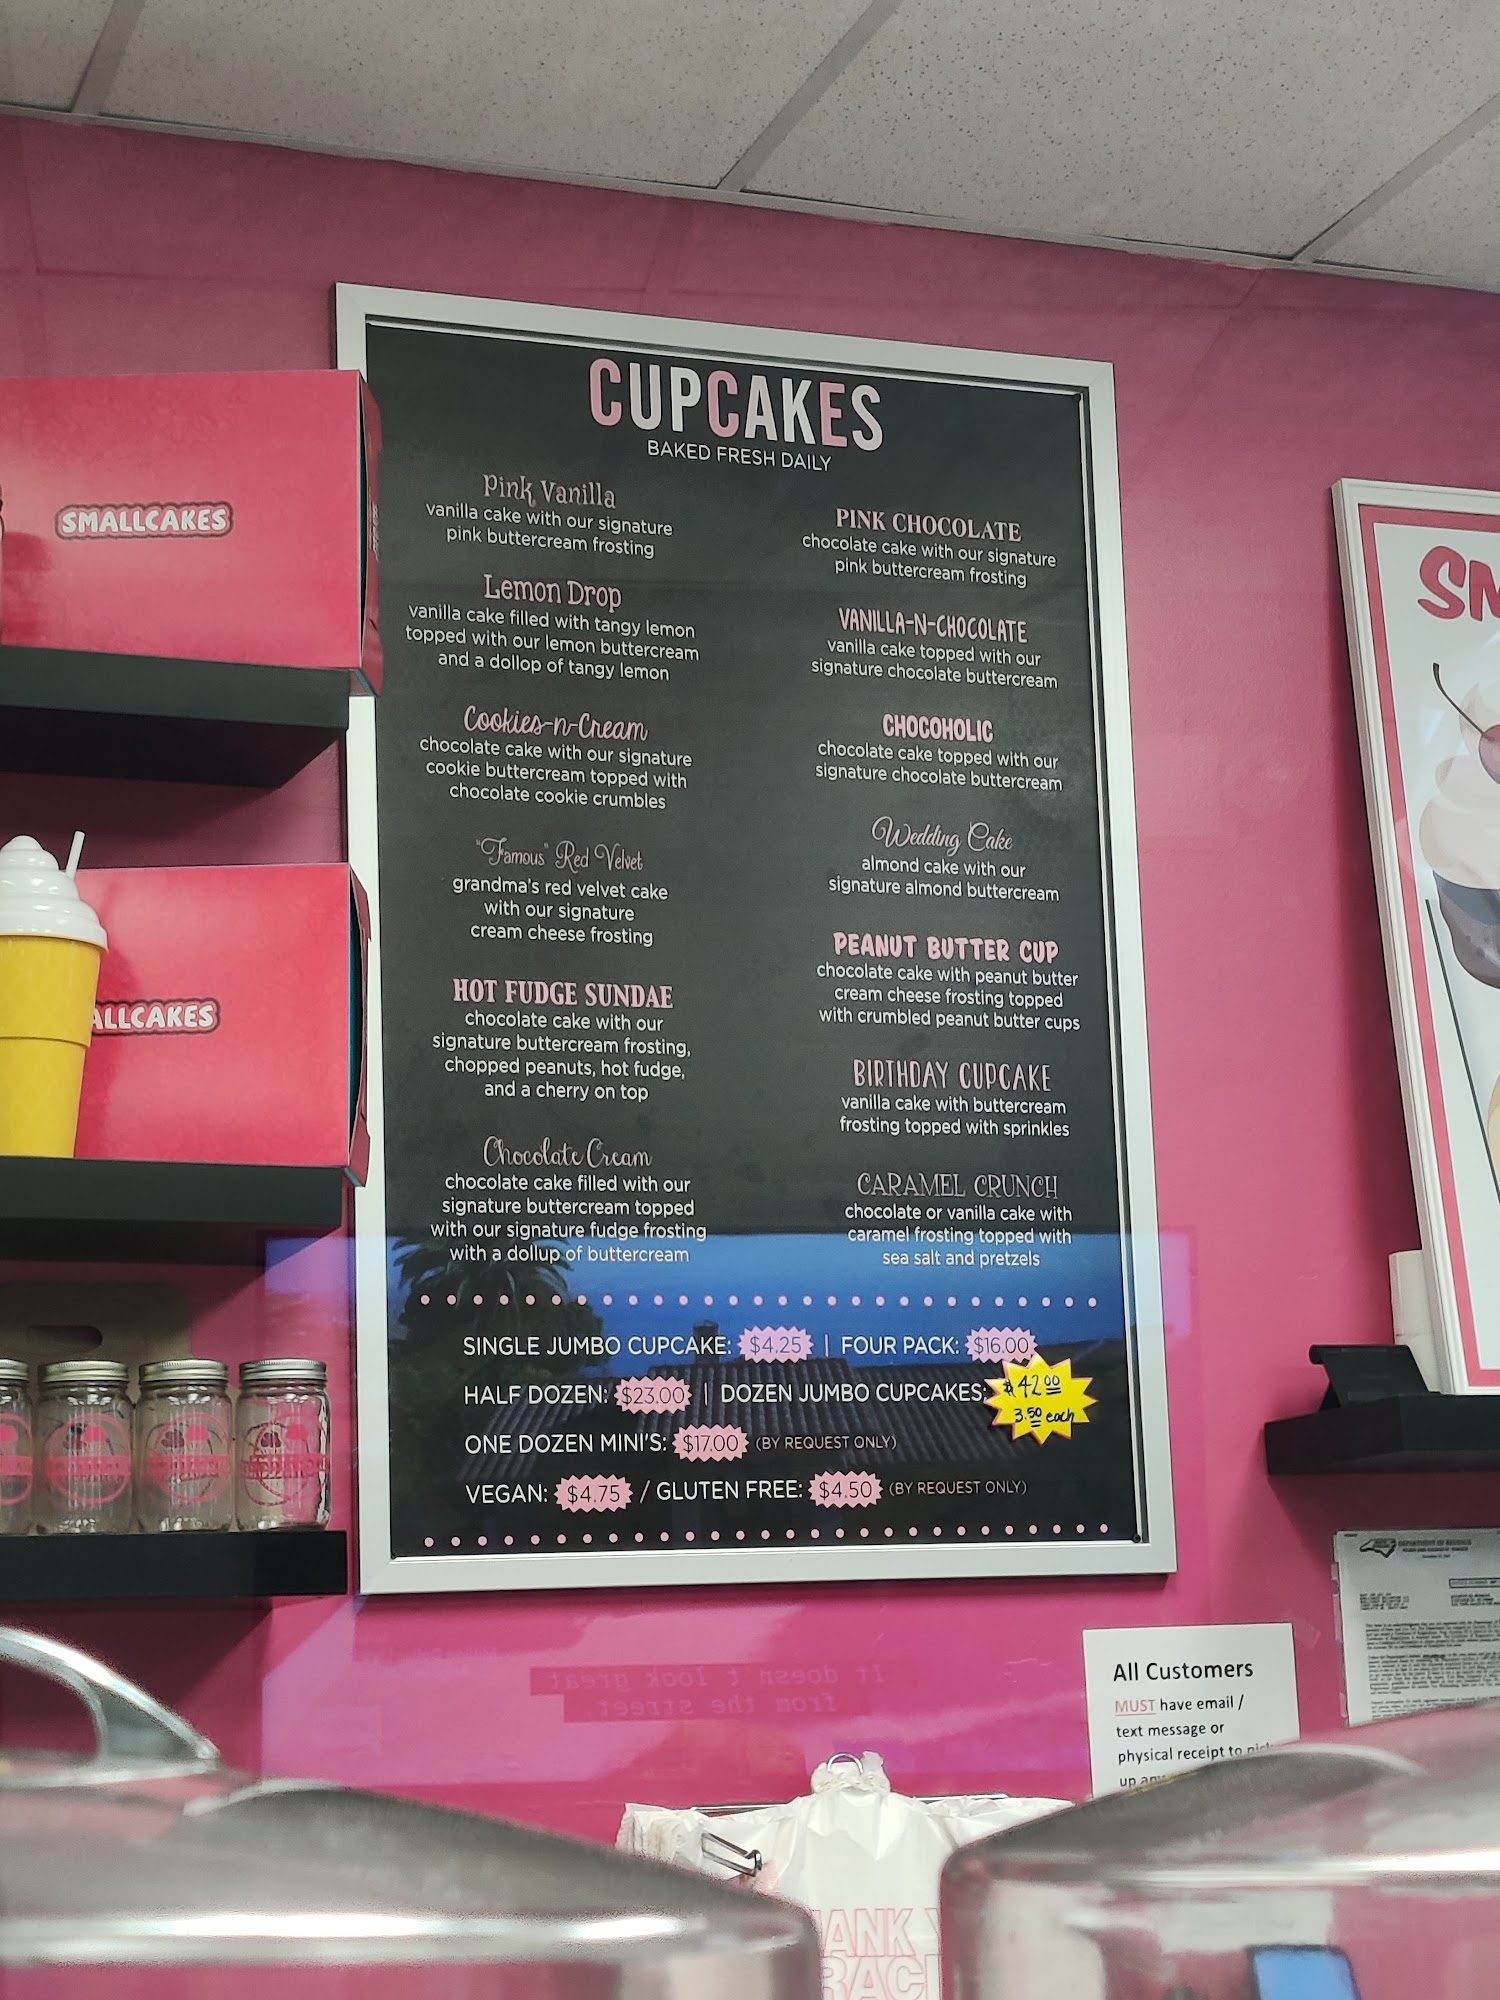 CUPCAKES
BAKED FRESH DAILY
Pink Vanilla
vanilla cake with our signature
pink buttercream frosting
Lemon Drop
vanilla cake filled with tangy lemon
topped with our lemon buttercream
and a dollop of tangy lemon
Cookies-n-Cream
chocolate cake with our signature
cookie buttercream topped with
chocolate cookie crumbles
"Famous" Red Velvet
grandma's red velvet cake
with our signature
cream cheese frosting
HOT FUDGE SUNDAE
chocolate cake with our
signature buttercream frosting,
chopped peanuts, hot fudge,
and a cherry on top
Chocolate Cream
chocolate cake filled with our
signature buttercream topped
with our signature fudge frosting
with a dollup of buttercream
PINK CHOCOLATE
chocolate cake with our signature
pink buttercream frosting
VANILLA-N-CHOCOLATE
vanilla cake topped with our
signature chocolate buttercream
CHOCOHOLIC
chocolate cake topped with our
signature chocolate buttercream
Wedding Cake
almond cake with our
signature almond buttercream
PEANUT BUTTER CUP
chocolate cake with peanut butter
cream cheese frosting topped
with crumbled peanut butter cups
BIRTHDAY CUPCAKE
vanilla cake with buttercream
frosting topped with sprinkles
CARAMEL CRUNCH
chocolate or vanilla cake with
caramel frosting topped with
sea salt and pretzels
SINGLE JUMBO CUPCAKE: $4.25 | FOUR PACK: $16.00
HALF DOZEN: $23.00 | DOZEN JUMBO CUPCAKES: $42.00
3.50 each
ONE DOZEN MINI'S: $17.00 (BY REQUEST ONLY)
VEGAN: $4.75 / GLUTEN FREE: $4.50 (BY REQUEST ONLY)
SMALLCAKES
ALLCAKES
SM
It doesn't look great
from the street
All Customers
MUST have email /
text message or
physical receipt to
up
ANK